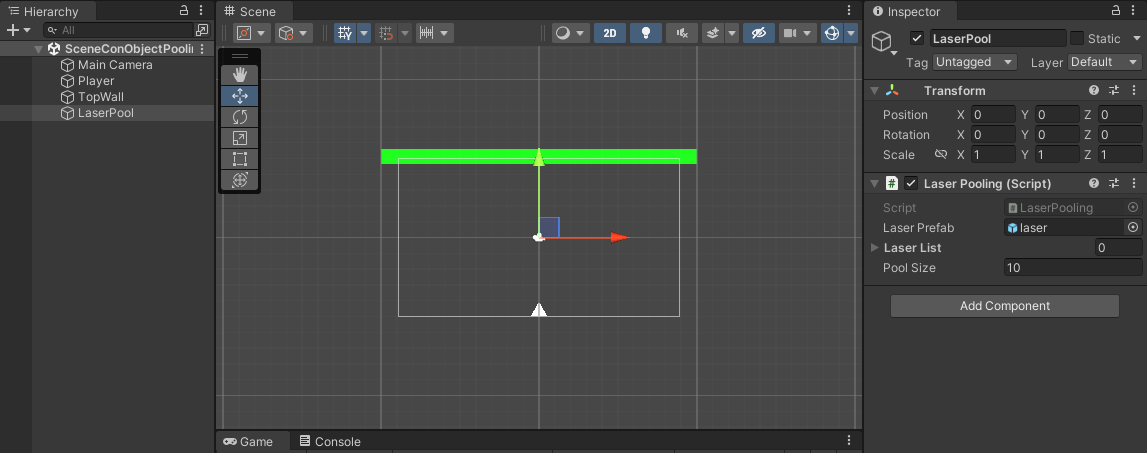 Hierarchy
All
SceneConObjectPoolin
Main Camera
Player
TopWall
LaserPool
Scene
2D
Game
Console
Inspector
LaserPool
Static
Tag Untagged Layer Default
Transform
Position X 0 Y 0 Z 0
Rotation X 0 Y 0 Z 0
Scale X 1 Y 1 Z 1
# Laser Pooling (Script)
Script # LaserPooling
Laser Prefab laser
Laser List 0
Pool Size 10
Add Component